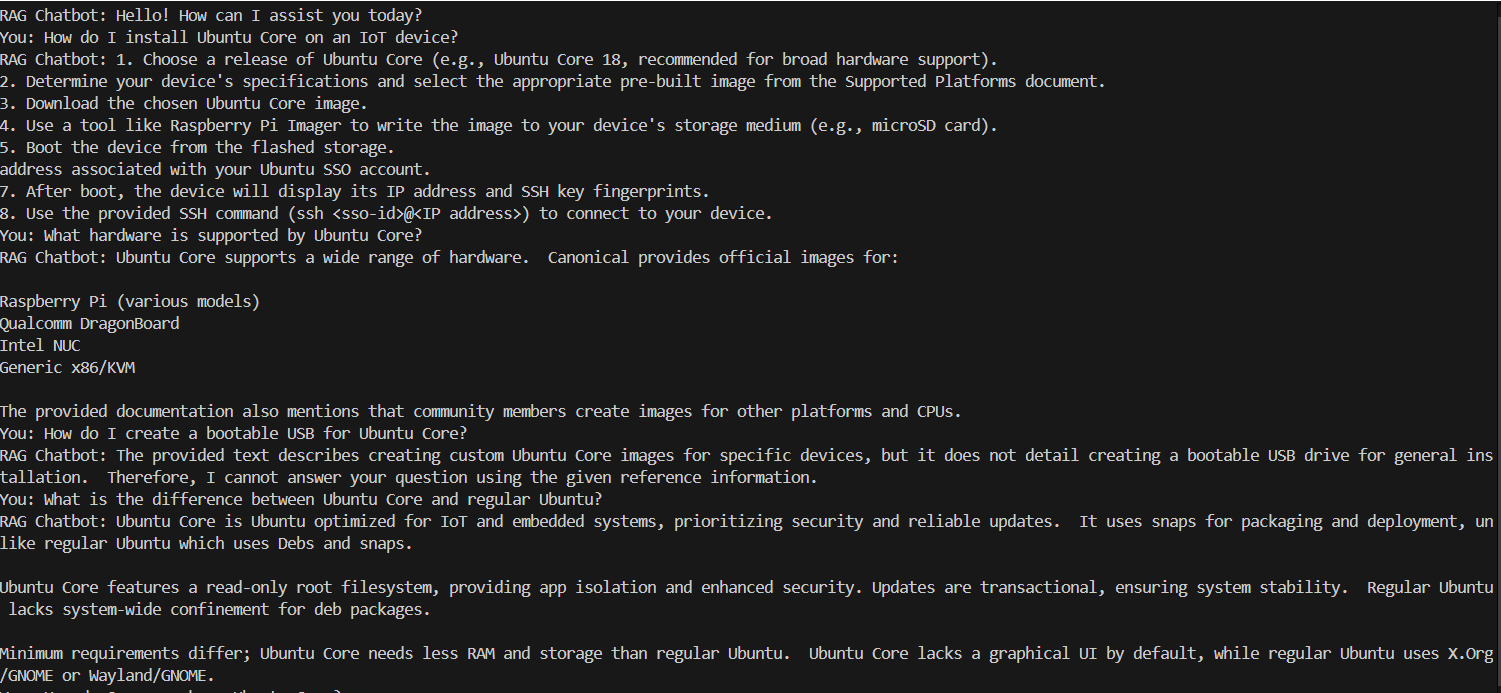 RAG Chatbot: Hello! How can I assist you today?
You: How do I install Ubuntu Core on an IoT device?
RAG Chatbot: 1. Choose a release of Ubuntu Core (e.g., Ubuntu Core 18, recommended for broad hardware support).
2. Determine your device's specifications and select the appropriate pre-built image from the Supported Platforms document.
3. Download the chosen Ubuntu Core image.
4. Use a tool like Raspberry Pi Imager to write the image to your device's storage medium (e.g., microSD card).
5. Boot the device from the flashed storage.
address associated with your Ubuntu SSO account.
7. After boot, the device will display its IP address and SSH key fingerprints.
8. Use the provided SSH command (ssh <sso-id>@<IP address>) to connect to your device.
You: What hardware is supported by Ubuntu Core?
RAG Chatbot: Ubuntu Core supports a wide range of hardware.  Canonical provides official images for:
Raspberry Pi (various models)
Qualcomm DragonBoard
Intel NUC
Generic x86/KVM
The provided documentation also mentions that community members create images for other platforms and CPUs.
You: How do I create a bootable USB for Ubuntu Core?
RAG Chatbot: The provided text describes creating custom Ubuntu Core images for specific devices, but it does not detail creating a bootable USB drive for general ins
tallation.  Therefore, I cannot answer your question using the given reference information.
You: What is the difference between Ubuntu Core and regular Ubuntu?
RAG Chatbot: Ubuntu Core is Ubuntu optimized for IoT and embedded systems, prioritizing security and reliable updates.  It uses snaps for packaging and deployment, un
like regular Ubuntu which uses Debs and snaps.
Ubuntu Core features a read-only root filesystem, providing app isolation and enhanced security. Updates are transactional, ensuring system stability.  Regular Ubuntu
 lacks system-wide confinement for deb packages.
Minimum requirements differ; Ubuntu Core needs less RAM and storage than regular Ubuntu.  Ubuntu Core lacks a graphical UI by default, while regular Ubuntu uses X.Org
/GNOME or Wayland/GNOME.